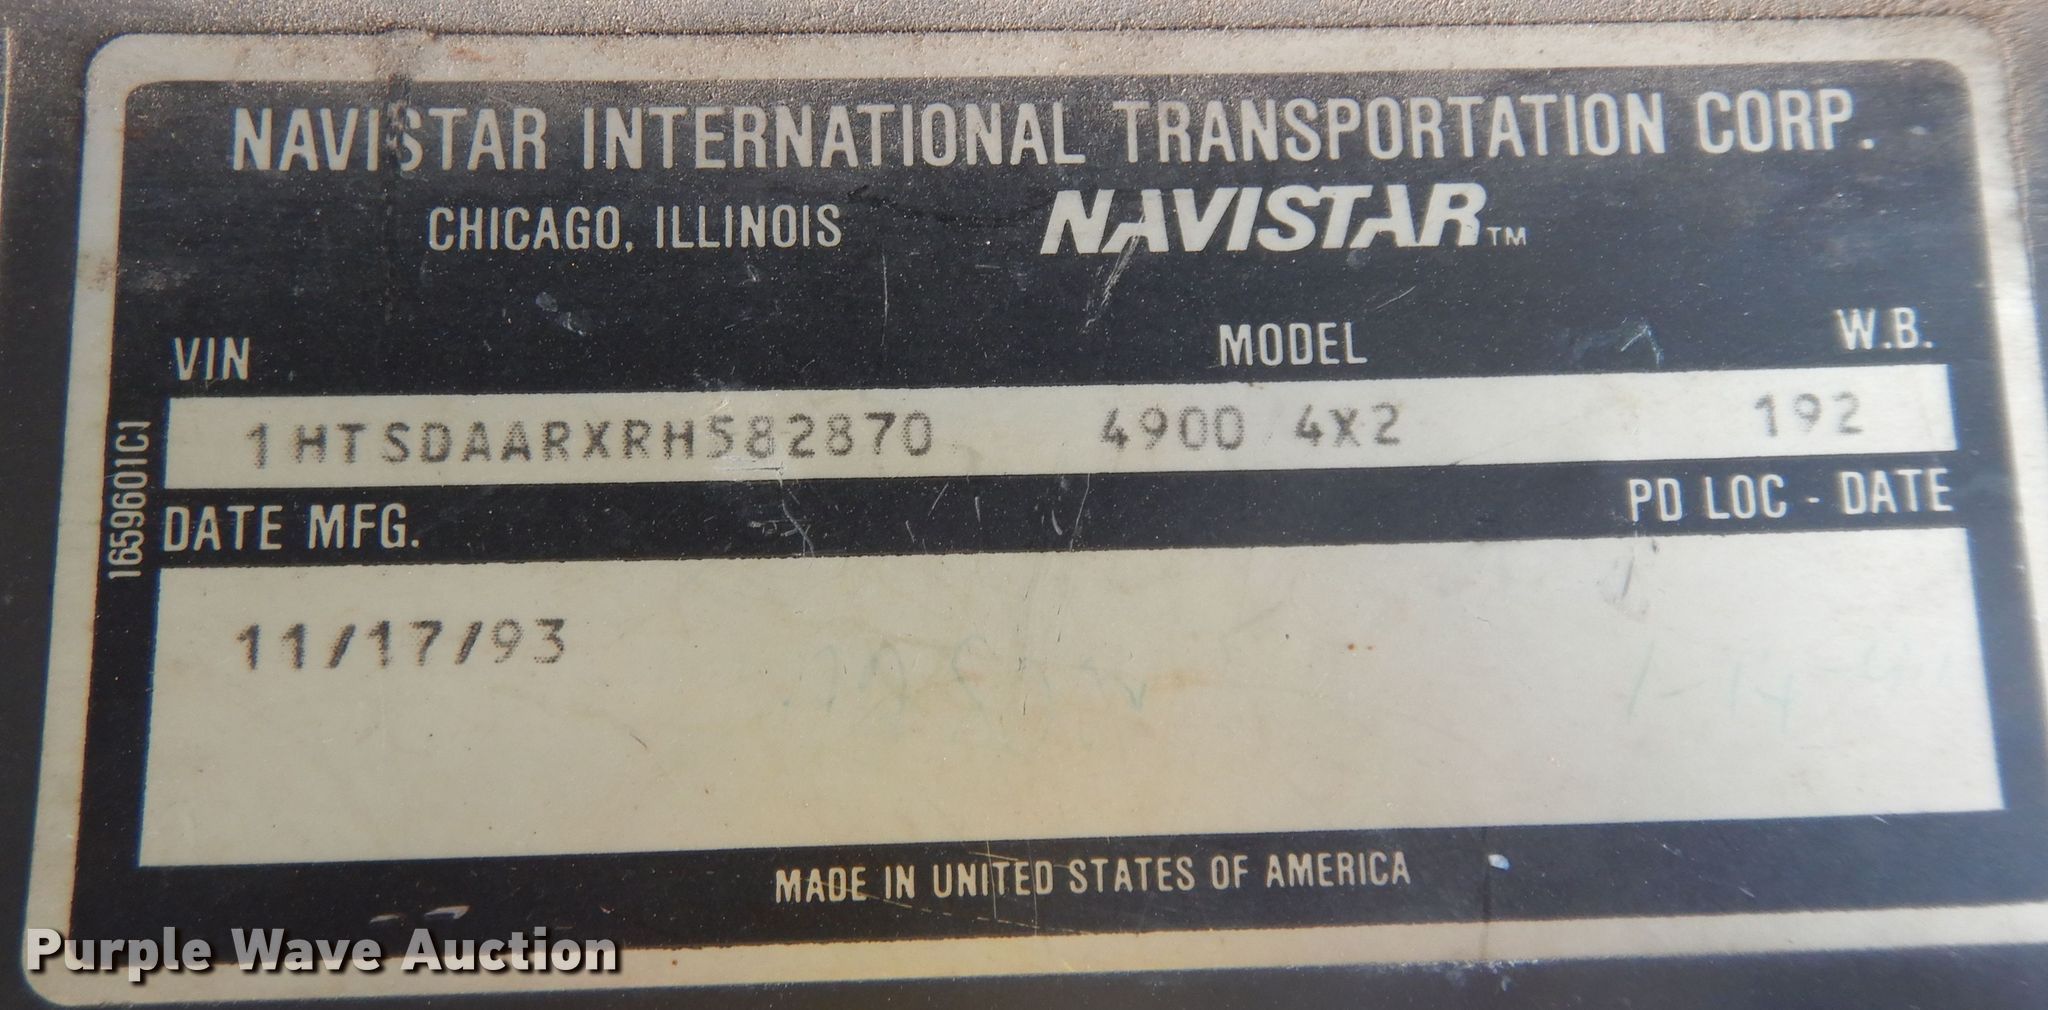 NAVISTAR INTERNATIONAL TRANSPORTATION CORP.
CHICAGO, ILLINOIS NAVISTAR™
VIN MODEL W.B.
1HTSDAARXRH582870 4900 4X2 192
1659601C1
DATE MFG. PD LOC - DATE
11/17/93
MADE IN UNITED STATES OF AMERICA
Purple Wave Auction